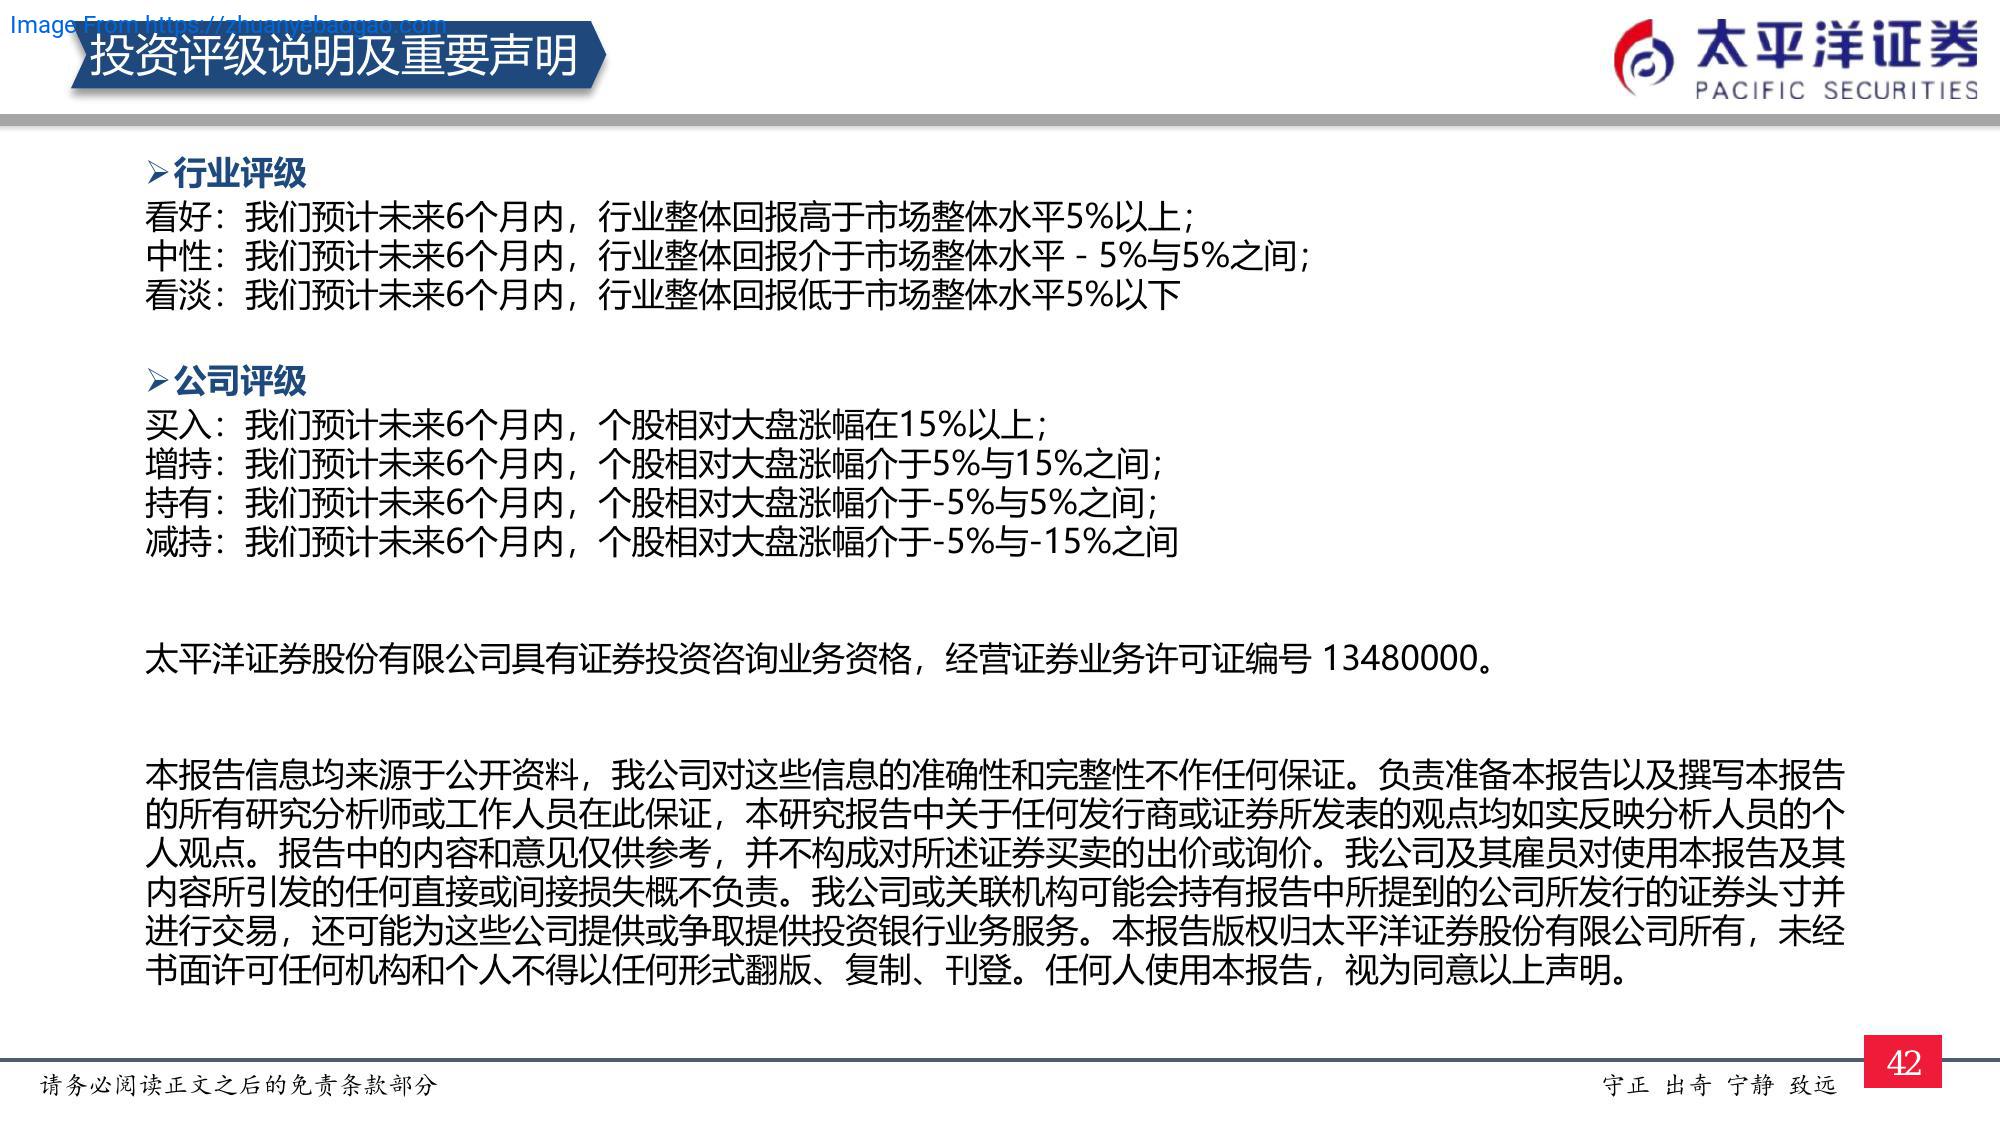 Image From https://zhuanyebaogao.com
投资评级说明及重要声明
太平洋证券
PACIFIC SECURITIES
➢行业评级
看好：我们预计未来6个月内，行业整体回报高于市场整体水平5%以上；
中性：我们预计未来6个月内，行业整体回报介于市场整体水平－5%与5%之间；
看淡：我们预计未来6个月内，行业整体回报低于市场整体水平5%以下
➢公司评级
买入：我们预计未来6个月内，个股相对大盘涨幅在15%以上；
增持：我们预计未来6个月内，个股相对大盘涨幅介于5%与15%之间；
持有：我们预计未来6个月内，个股相对大盘涨幅介于-5%与5%之间；
减持：我们预计未来6个月内，个股相对大盘涨幅介于-5%与-15%之间
太平洋证券股份有限公司具有证券投资咨询业务资格，经营证券业务许可证编号 13480000。
本报告信息均来源于公开资料，我公司对这些信息的准确性和完整性不作任何保证。负责准备本报告以及撰写本报告
的所有研究分析师或工作人员在此保证，本研究报告中关于任何发行商或证券所发表的观点均如实反映分析人员的个
人观点。报告中的内容和意见仅供参考，并不构成对所述证券买卖的出价或询价。我公司及其雇员对使用本报告及其
内容所引发的任何直接或间接损失概不负责。我公司或关联机构可能会持有报告中所提到的公司所发行的证券头寸并
进行交易，还可能为这些公司提供或争取提供投资银行业务服务。本报告版权归太平洋证券股份有限公司所有，未经
书面许可任何机构和个人不得以任何形式翻版、复制、刊登。任何人使用本报告，视为同意以上声明。
请务必阅读正文之后的免责条款部分
守正 出奇 宁静 致远
42